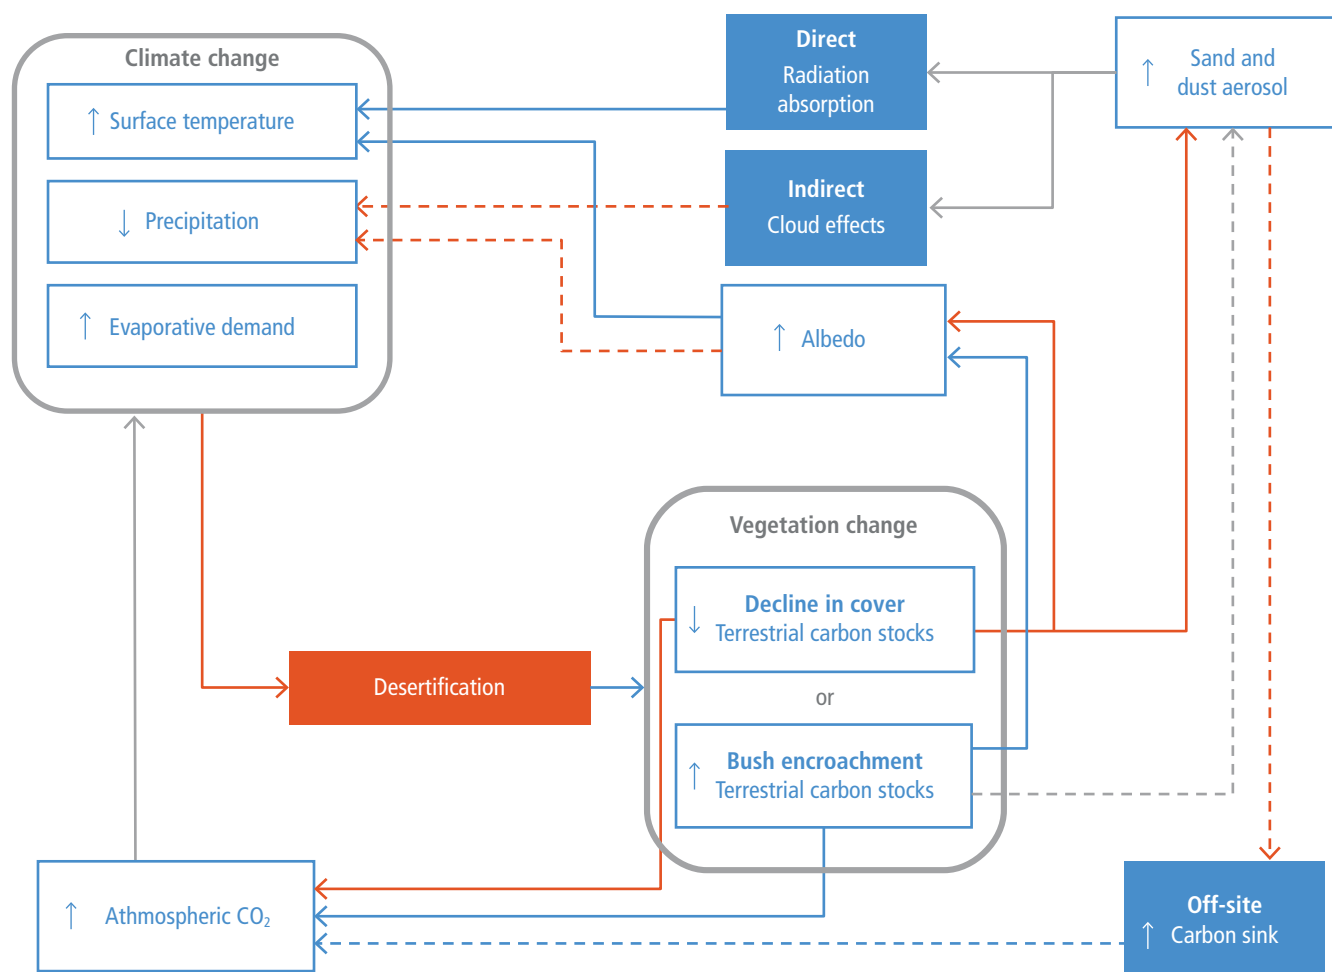 Climate change
↑ Surface temperature
↓ Precipitation
↑ Evaporative demand
Direct
Radiation
absorption
Indirect
Cloud effects
↑ Albedo
↑ Sand and
dust aerosol
Vegetation change
Decline in cover
↓ Terrestrial carbon stocks
or
Bush encroachment
↑ Terrestrial carbon stocks
Desertification
↑ Athmospheric CO₂
Off-site
↑ Carbon sink